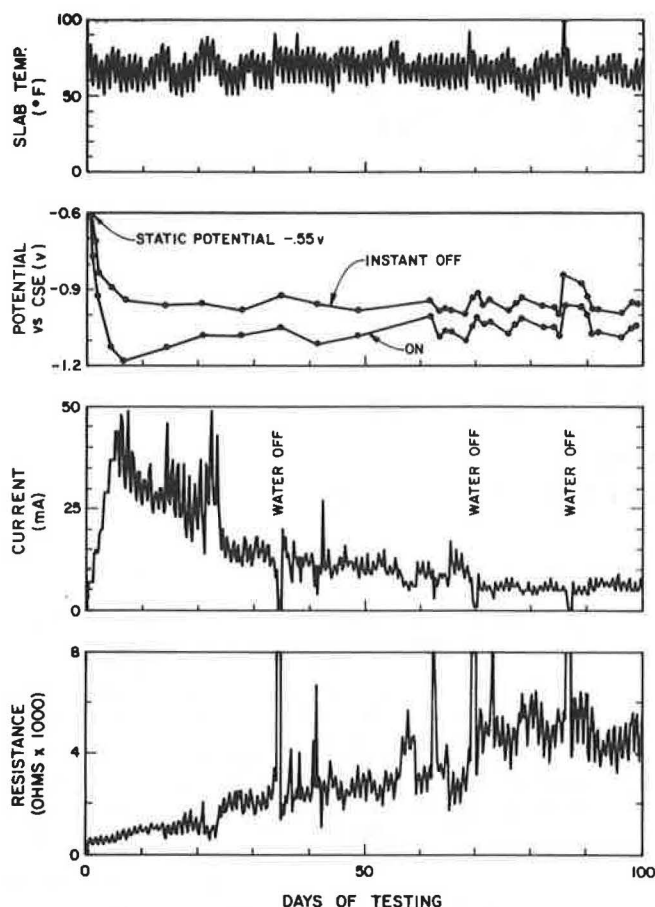 100
50
0
SLAB TEMP.
(°F)
-0.6
-0.9
-1.2
POTENTIAL
vs CSE (v)
STATIC POTENTIAL -.55v
INSTANT OFF
ON
50
25
0
CURRENT
(mA)
WATER OFF
WATER OFF
WATER OFF
8
4
0
RESISTANCE
(OHMS x 1000)
0
50
100
DAYS OF TESTING